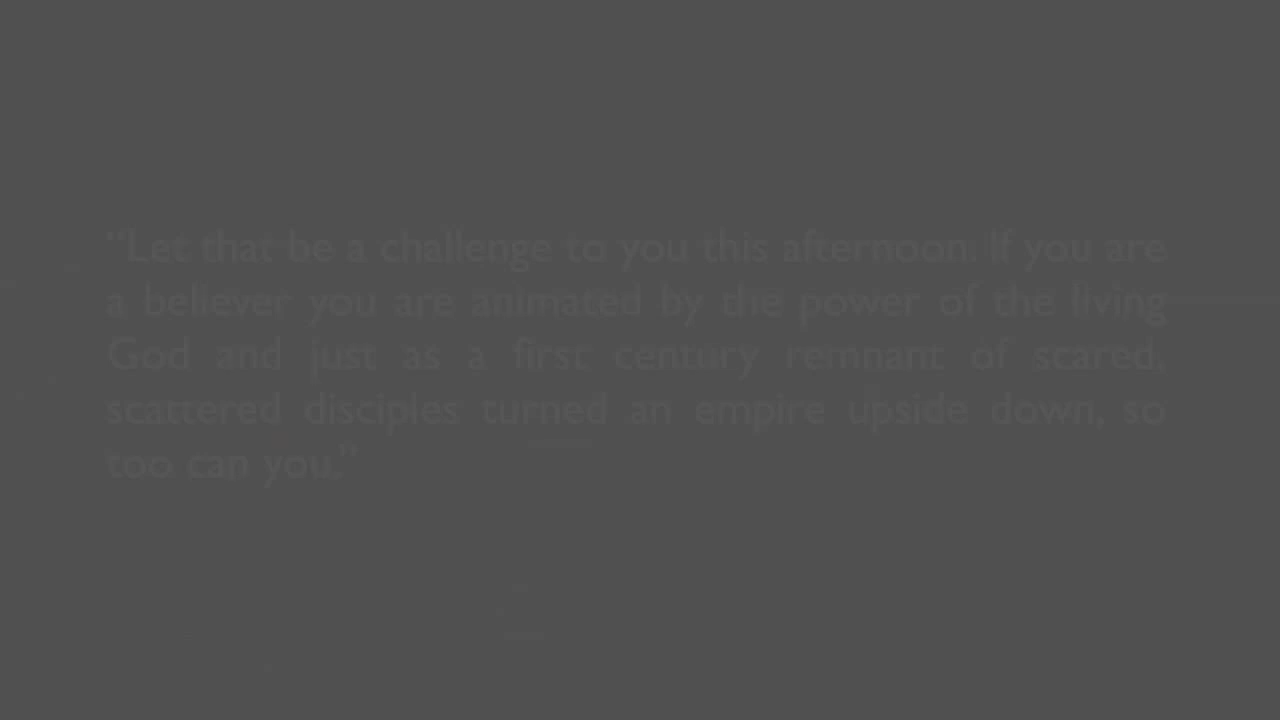 “Let that be a challenge to you this afternoon. If you are
a believer you are animated by the power of the living
God and just as a first century remnant of scared,
scattered disciples turned an empire upside down, so
too can you.”